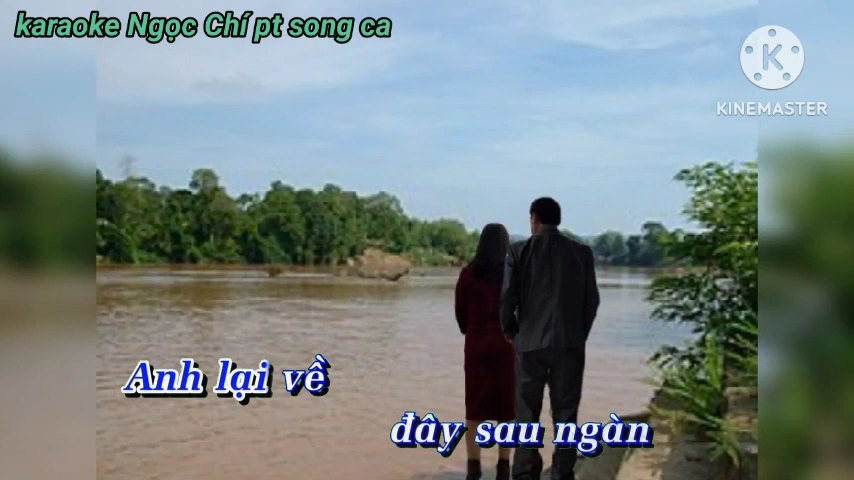 karaoke Ngọc Chí pt song ca
KINEMASTER
Anh lại về
đây sau ngàn